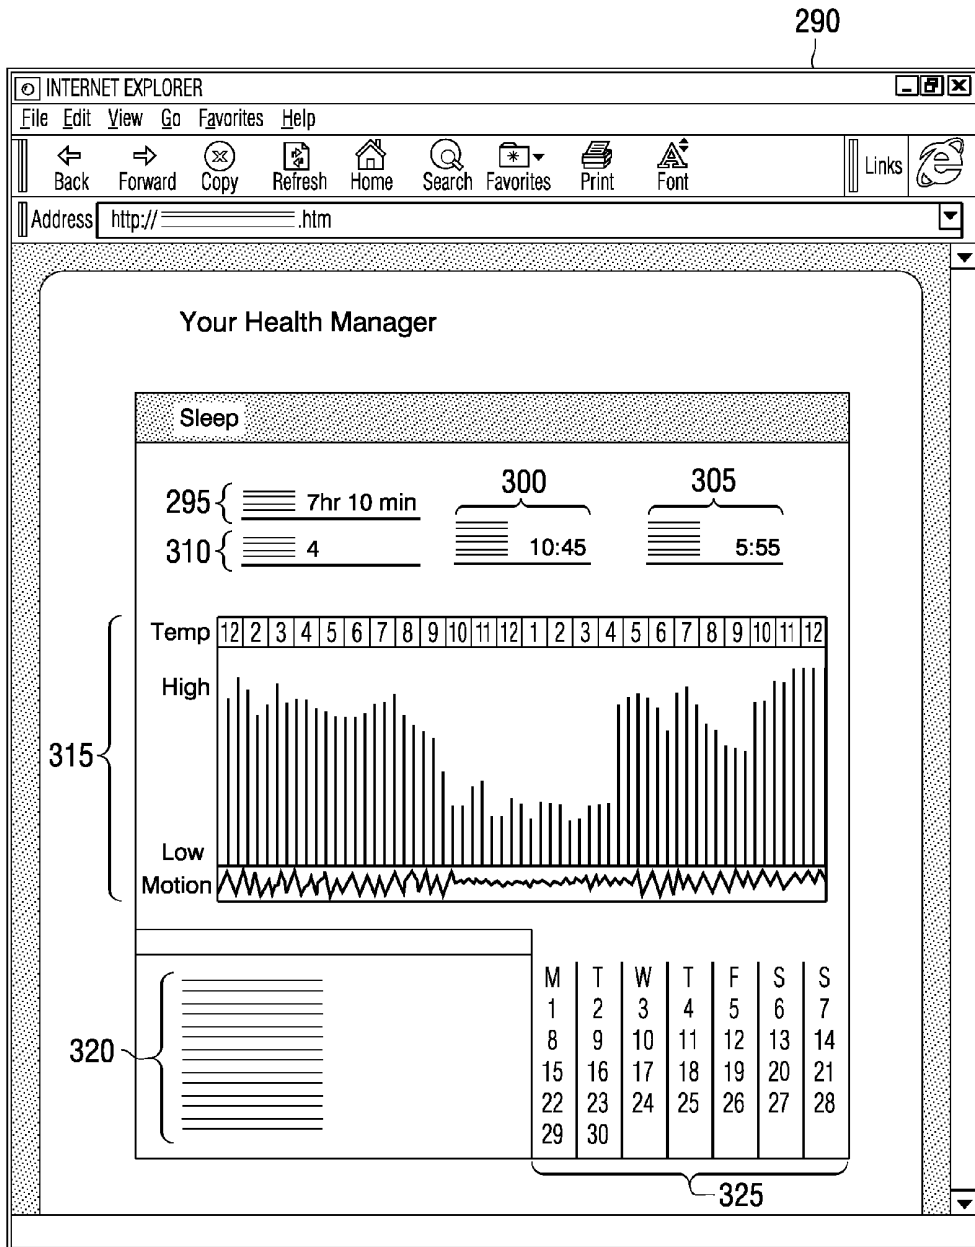 290
INTERNET EXPLORER
File Edit View Go Favorites Help
Back Forward Copy Refresh Home Search Favorites Print Font Links
Address http:// .htm
Your Health Manager
Sleep
295 7hr 10 min 300 10:45 305 5:55
310 4
Temp 12 2 3 4 5 6 7 8 9 10 11 12 1 2 3 4 5 6 7 8 9 10 11 12
High
315
Low
Motion
M T W T F S S
1 2 3 4 5 6 7
320 8 9 10 11 12 13 14
15 16 17 18 19 20 21
22 23 24 25 26 27 28
29 30
325